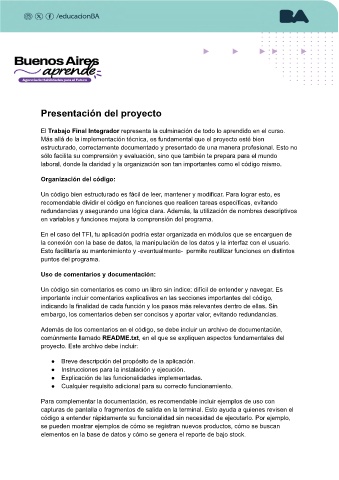 /educacionBA
BA
Buenos Aires
aprende
Agencia de Habilidades para el Futuro
Presentación del proyecto
El Trabajo Final Integrador representa la culminación de todo lo aprendido en el curso.
Más allá de la implementación técnica, es fundamental que el proyecto esté bien
estructurado, correctamente documentado y presentado de una manera profesional. Esto no
sólo facilita su comprensión y evaluación, sino que también te prepara para el mundo
laboral, donde la claridad y la organización son tan importantes como el código mismo.
Organización del código:
Un código bien estructurado es fácil de leer, mantener y modificar. Para lograr esto, es
recomendable dividir el código en funciones que realicen tareas específicas, evitando
redundancias y asegurando una lógica clara. Además, la utilización de nombres descriptivos
en variables y funciones mejora la comprensión del programa.
En el caso del TFI, tu aplicación podría estar organizada en módulos que se encarguen de
la conexión con la base de datos, la manipulación de los datos y la interfaz con el usuario.
Esto facilitaría su mantenimiento y -eventualmente- permite reutilizar funciones en distintos
puntos del programa.
Uso de comentarios y documentación:
Un código sin comentarios es como un libro sin índice: difícil de entender y navegar. Es
importante incluir comentarios explicativos en las secciones importantes del código,
indicando la finalidad de cada función y los pasos más relevantes dentro de ellas. Sin
embargo, los comentarios deben ser concisos y aportar valor, evitando redundancias.
Además de los comentarios en el código, se debe incluir un archivo de documentación,
comúnmente llamado README.txt, en el que se expliquen aspectos fundamentales del
proyecto. Este archivo debe incluir:
● Breve descripción del propósito de la aplicación.
● Instrucciones para la instalación y ejecución.
● Explicación de las funcionalidades implementadas.
● Cualquier requisito adicional para su correcto funcionamiento.
Para complementar la documentación, es recomendable incluir ejemplos de uso con
capturas de pantalla o fragmentos de salida en la terminal. Esto ayuda a quienes revisen el
código a entender rápidamente su funcionalidad sin necesidad de ejecutarlo. Por ejemplo,
se pueden mostrar ejemplos de cómo se registran nuevos productos, cómo se buscan
elementos en la base de datos y cómo se genera el reporte de bajo stock.